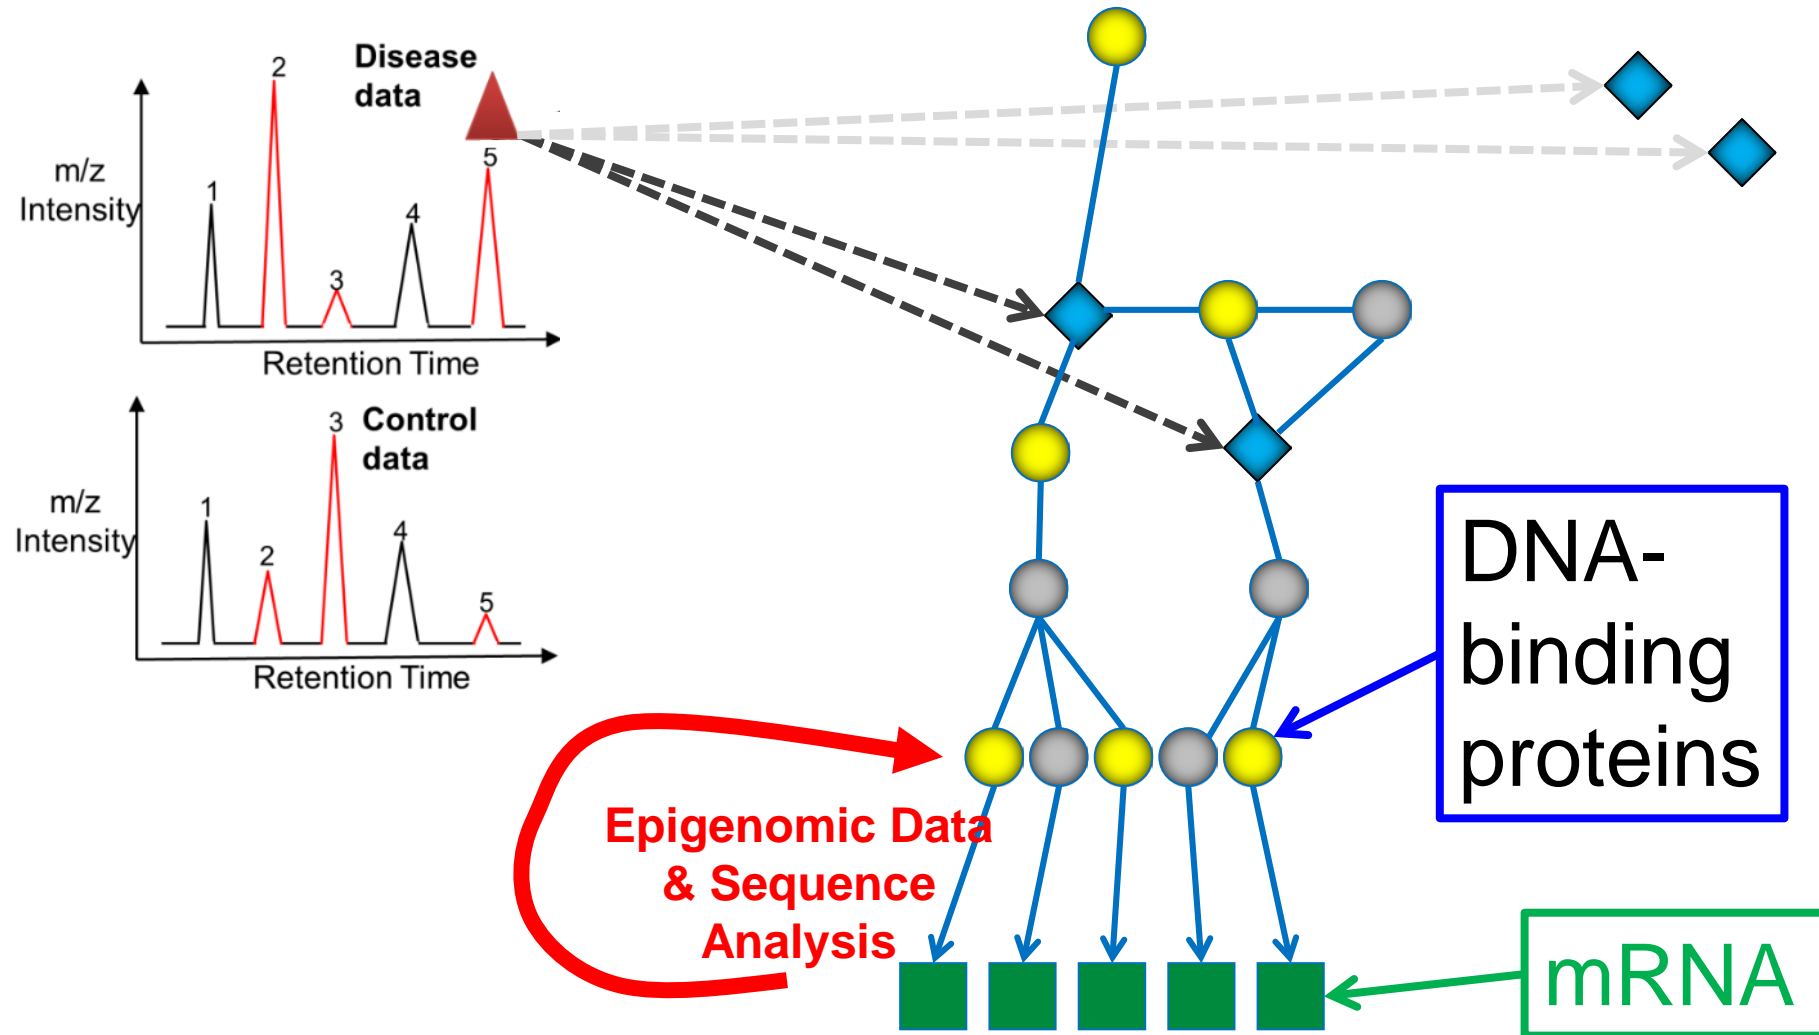 Disease
data
m/z
Intensity
1
2
3
4
5
Retention Time
Control
data
m/z
Intensity
1
2
3
4
5
Retention Time
DNA-
binding
proteins
Epigenomic Data
& Sequence
Analysis
mRNA